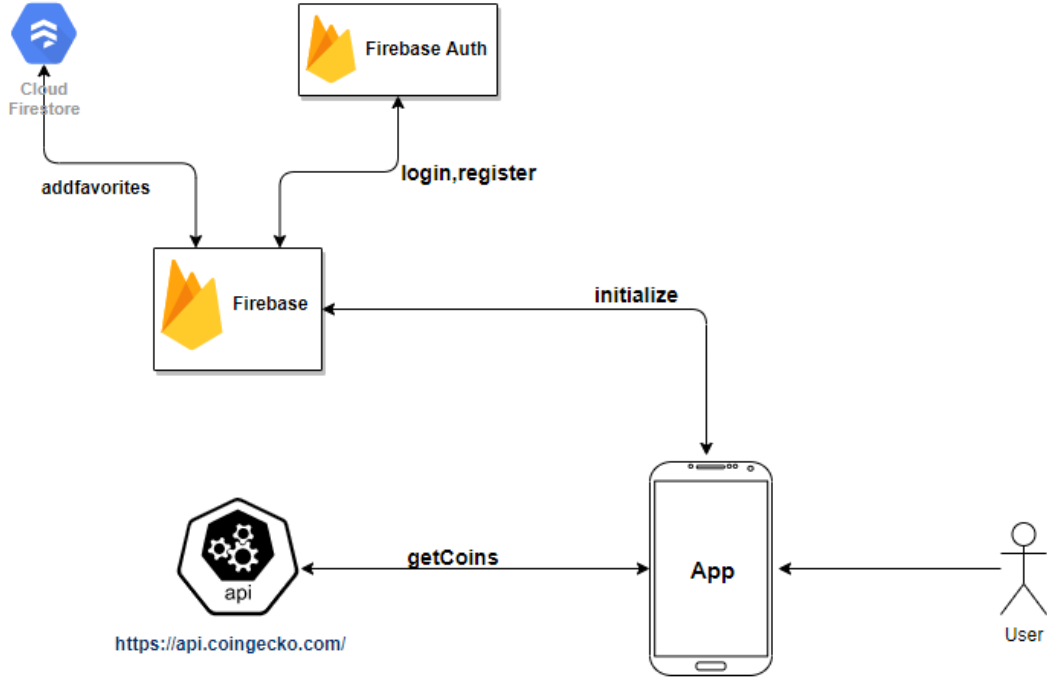 Firebase Auth
Cloud
Firestore
login,register
addfavorites
initialize
Firebase
getCoins
App
api
https://api.coingecko.com/
User